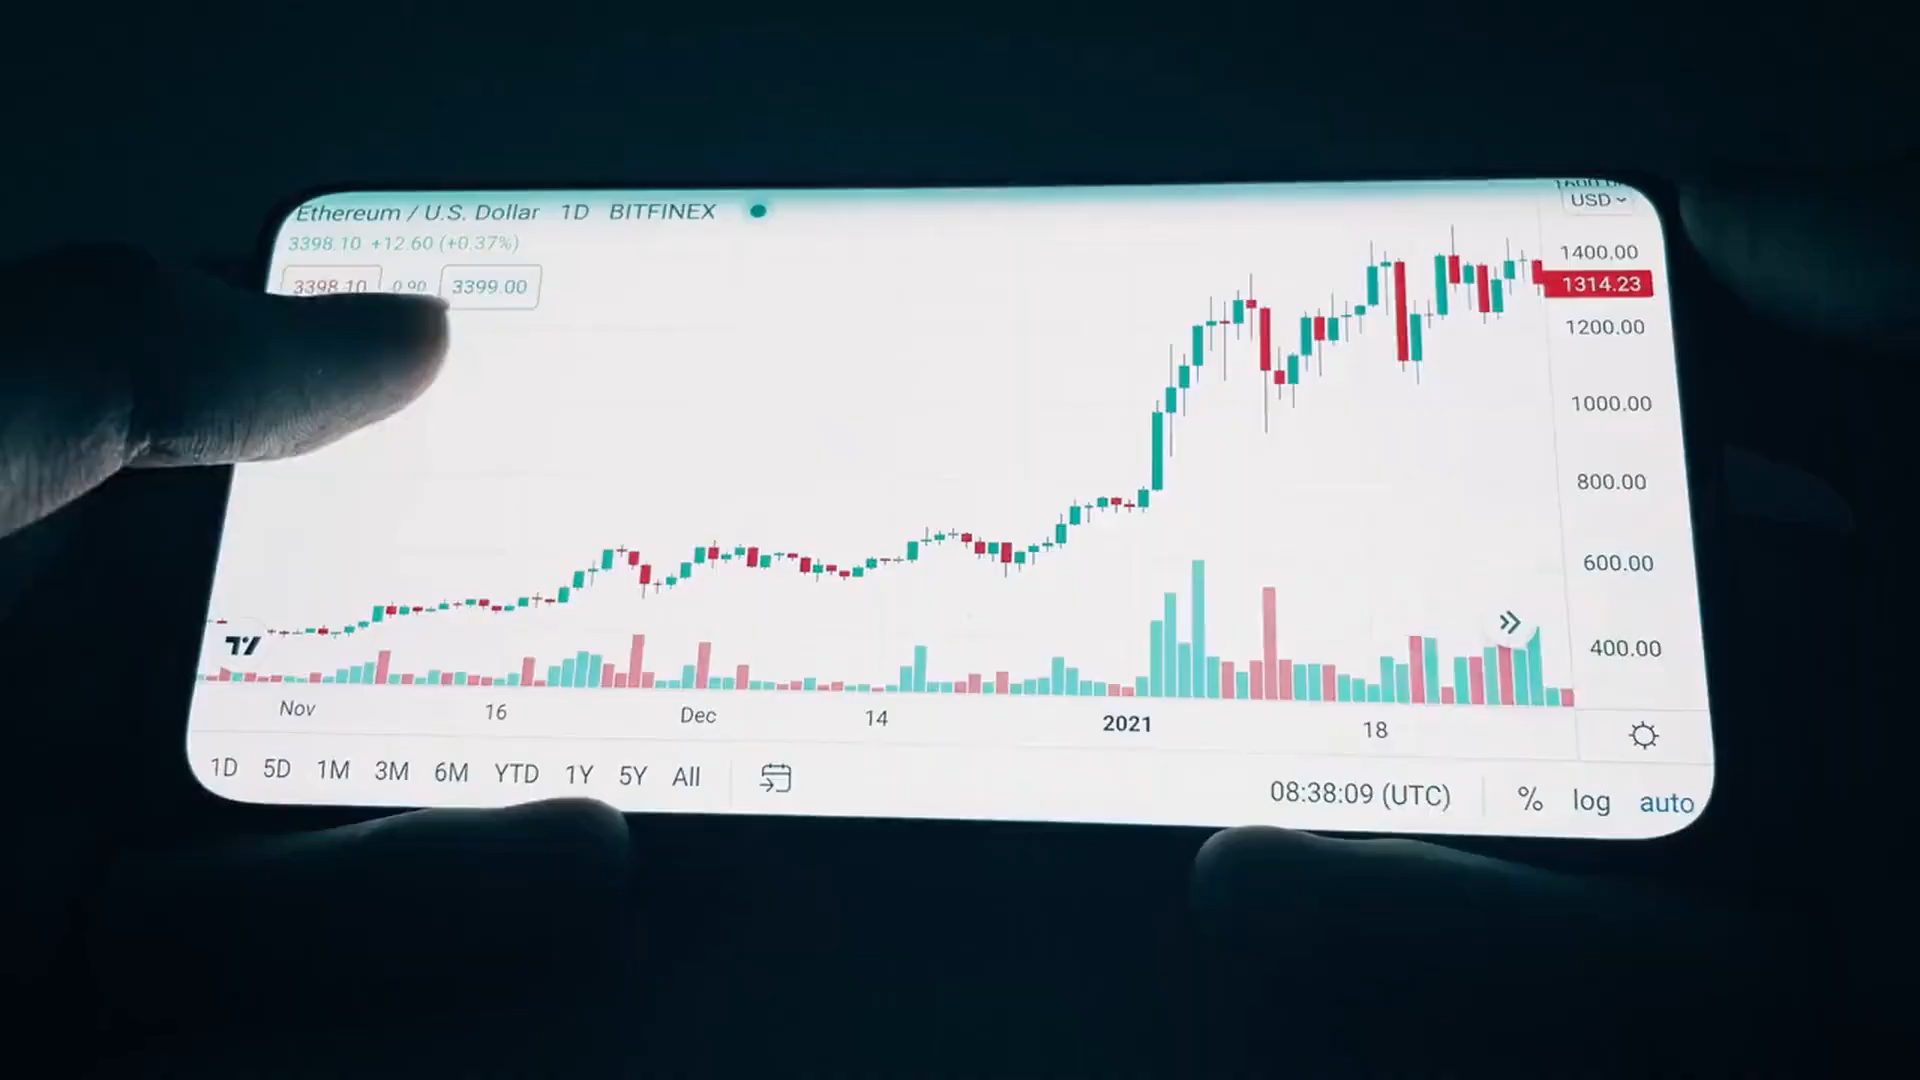 Ethereum / U.S. Dollar 1D BITFINEX
USD
3398.10 +12.60 (+0.37%)
3398.10 0.90 3399.00
1400.00
1314.23
1200.00
1000.00
800.00
600.00
400.00
Nov 16 Dec 14 2021 18
1D 5D 1M 3M 6M YTD 1Y 5Y All
08:38:09 (UTC) % log auto